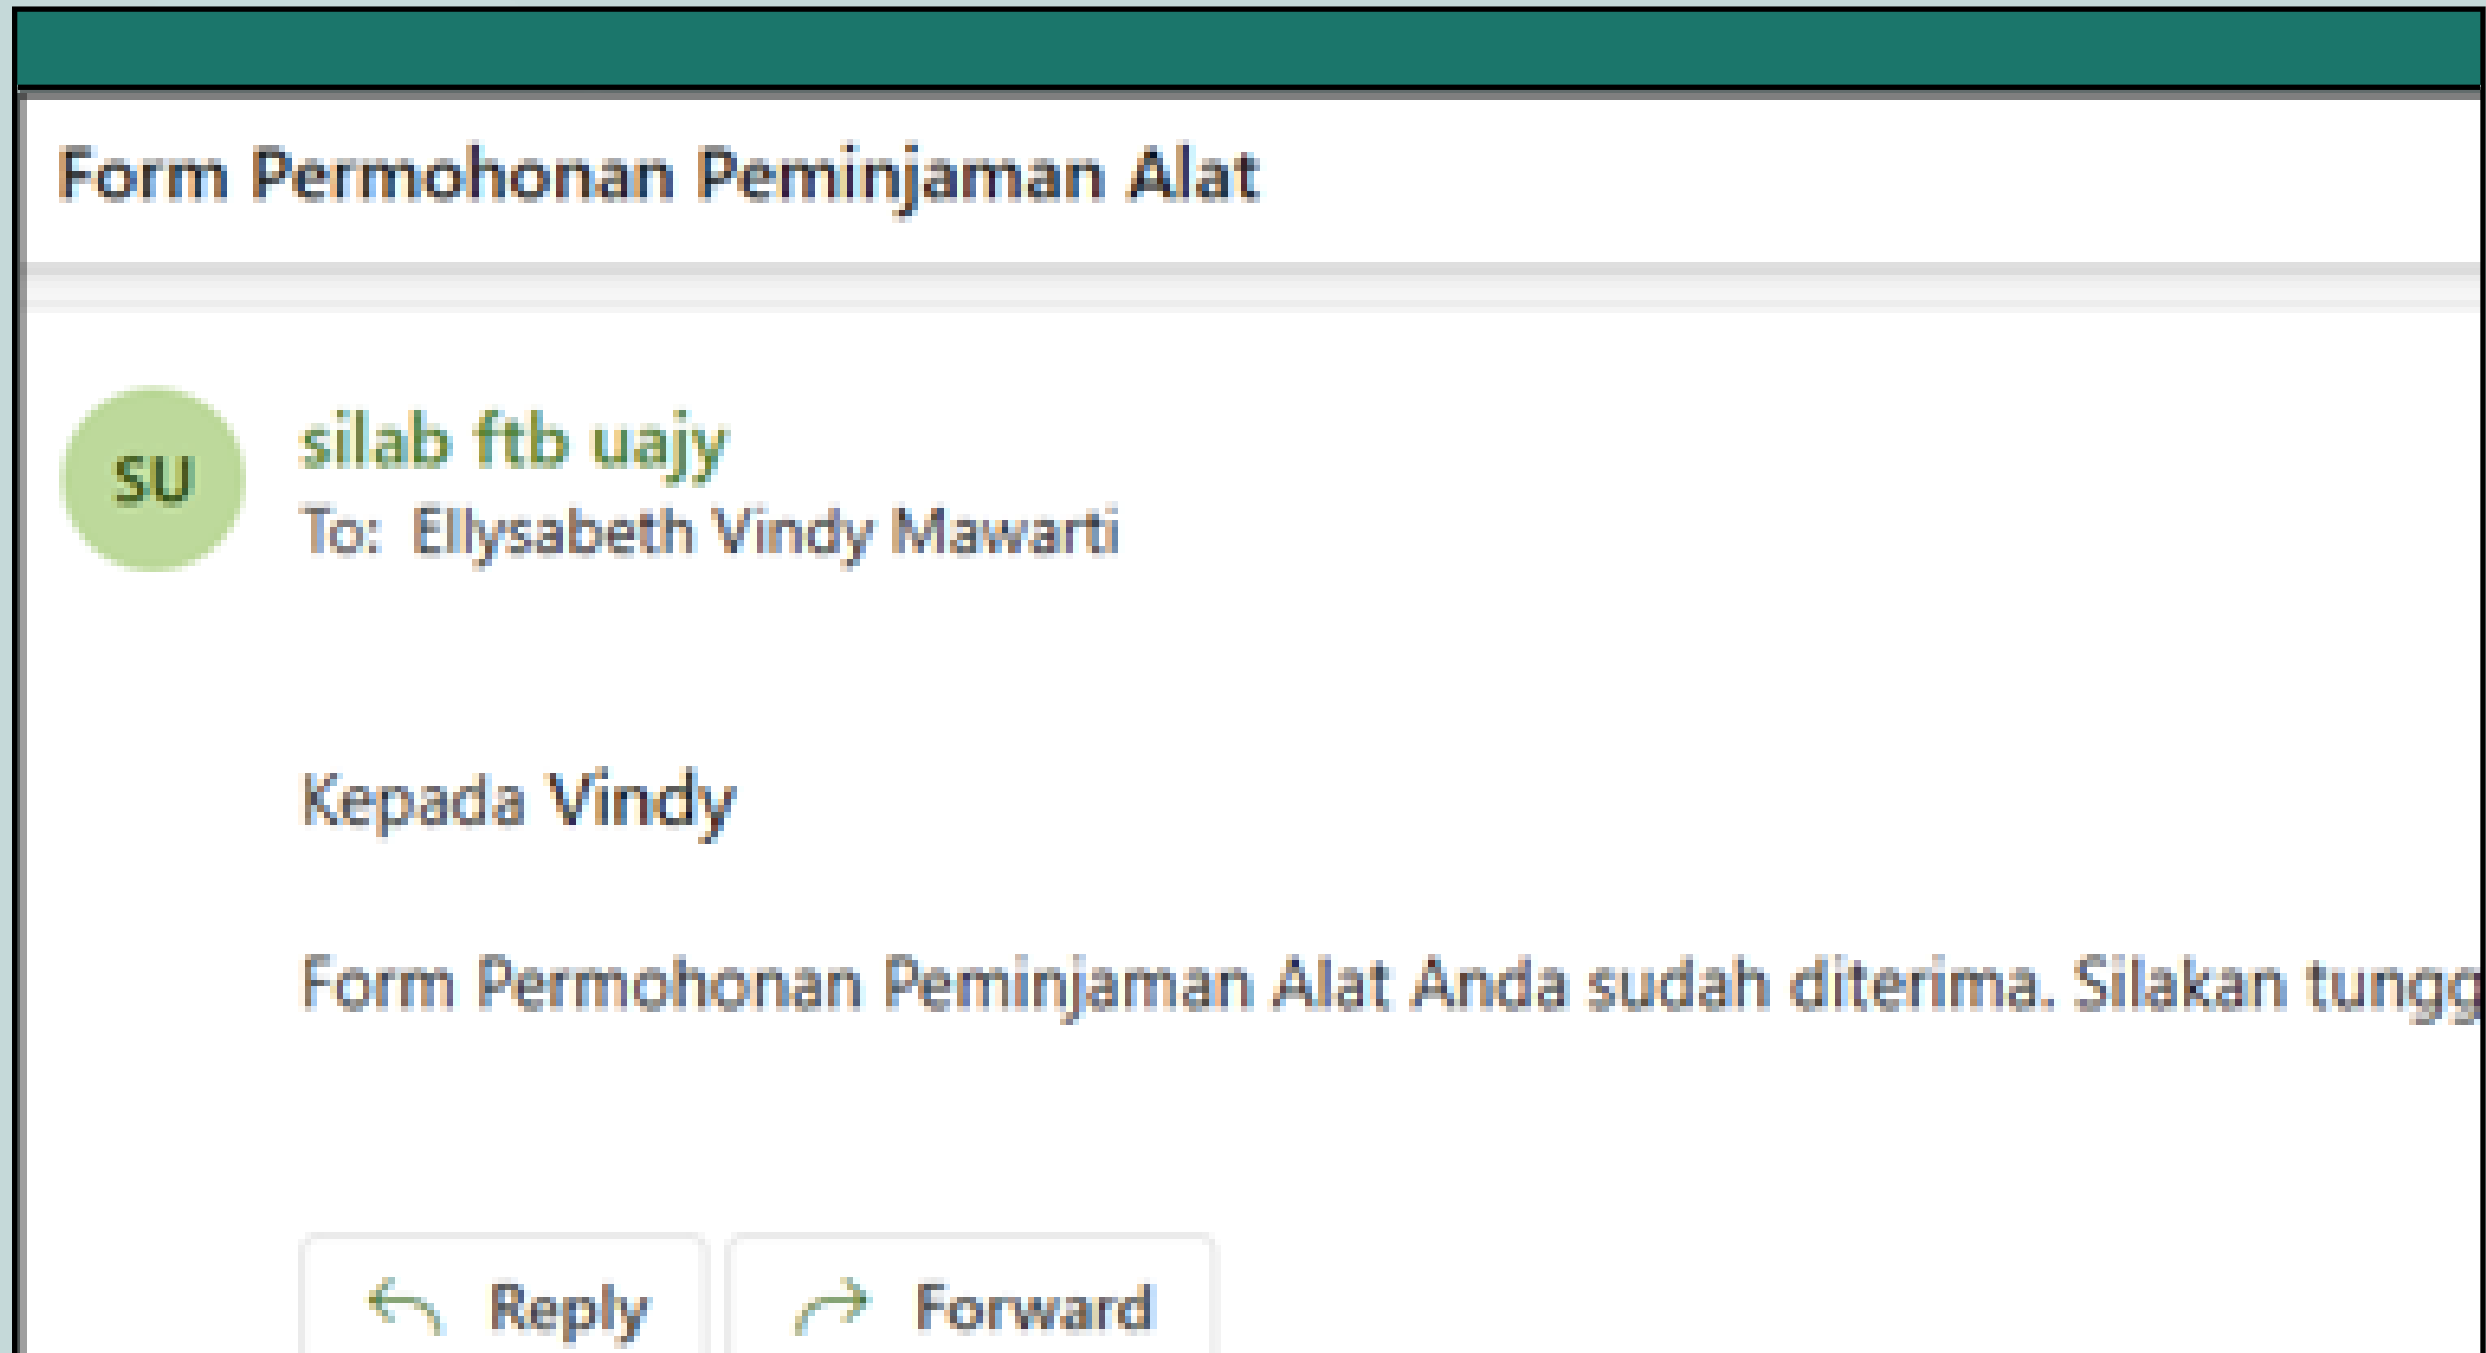 Form Permohonan Peminjaman Alat
SU
silab ftb uajy
To: Ellysabeth Vindy Mawarti
Kepada Vindy
Form Permohonan Peminjaman Alat Anda sudah diterima. Silakan
Reply Forward